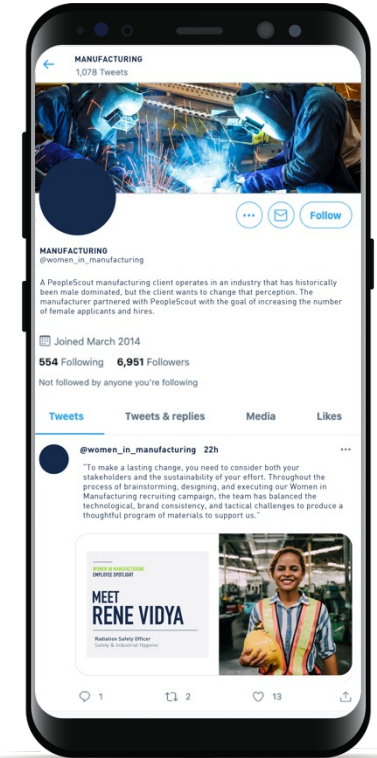 MANUFACTURING
1,078 Tweets
Follow
MANUFACTURING
@women_in_manufacturing
A PeopleScout manufacturing client operates in an industry that has historically
been male dominated, but the client wants to change that perception. The
manufacturer partnered with PeopleScout with the goal of increasing the number
of female applicants and hires.
Joined March 2014
554 Following 6,951 Followers
Not followed by anyone you're following
Tweets Tweets & replies Media Likes
@women_in_manufacturing 22h
"To make a lasting change, you need to consider both your
stakeholders and the sustainability of your effort. Throughout the
process of brainstorming, designing, and executing our Women in
Manufacturing recruiting campaign, the team has balanced the
technological, brand consistency, and tactical challenges to produce a
thoughtful program of materials to support us."
WOMEN IN MANUFACTURING
EMPLOYEE SPOTLIGHT
MEET
RENE VIDYA
Radiation Safety Officer
Safety & Industrial Hygiene
1 2 13